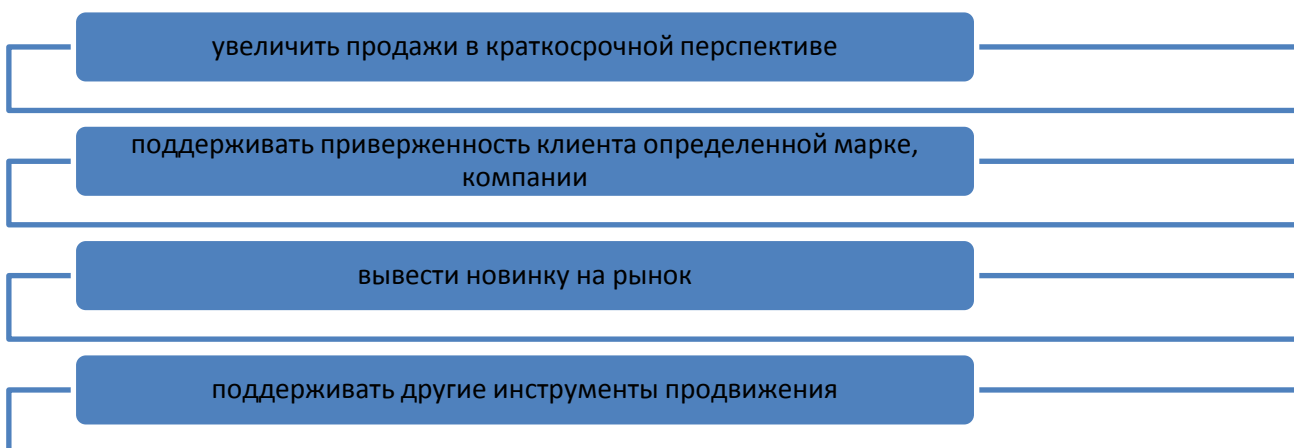 увеличить продажи в краткосрочной перспективе
поддерживать приверженность клиента определенной марке,
компании
вывести новинку на рынок
поддерживать другие инструменты продвижения